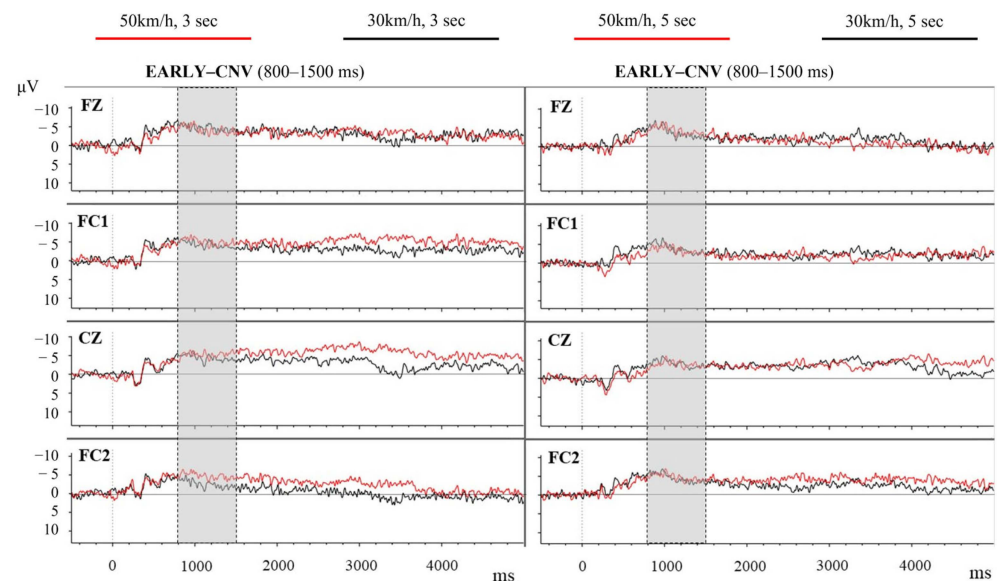 50km/h, 3 sec 30km/h, 3 sec 50km/h, 5 sec 30km/h, 5 sec
EARLY–CNV (800–1500 ms) EARLY–CNV (800–1500 ms)
µV
−10 FZ FZ
−5
0
5
10
−10 FC1 FC1
−5
0
5
10
−10 CZ CZ
−5
0
5
10
−10 FC2 FC2
−5
0
5
10
0 1000 2000 3000 4000 ms 0 1000 2000 3000 4000 ms